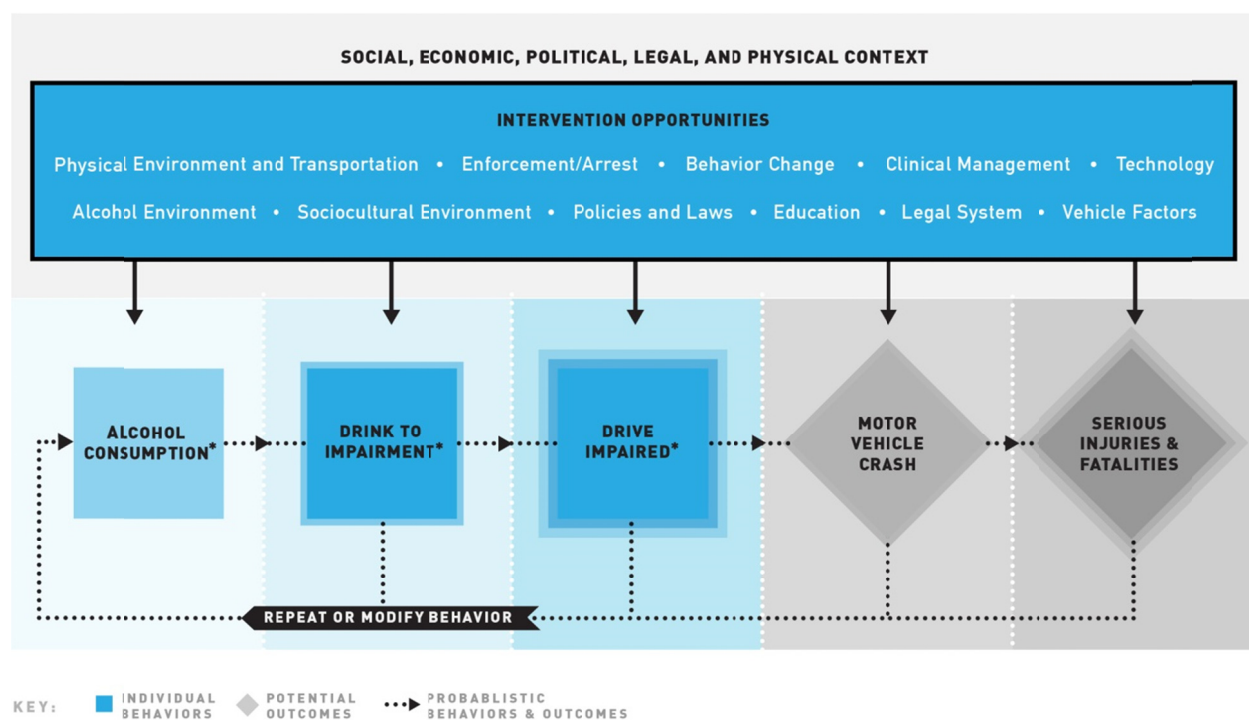 SOCIAL, ECONOMIC, POLITICAL, LEGAL, AND PHYSICAL CONTEXT
INTERVENTION OPPORTUNITIES
Physical Environment and Transportation • Enforcement/Arrest • Behavior Change • Clinical Management • Technology
Alcohol Environment • Sociocultural Environment • Policies and Laws • Education • Legal System • Vehicle Factors
ALCOHOL
CONSUMPTION*
DRINK TO
IMPAIRMENT*
DRIVE
IMPAIRED*
MOTOR
VEHICLE
CRASH
SERIOUS
INJURIES &
FATALITIES
REPEAT OR MODIFY BEHAVIOR
KEY:
INDIVIDUAL
BEHAVIORS
POTENTIAL
OUTCOMES
PROBABLISTIC
BEHAVIORS & OUTCOMES